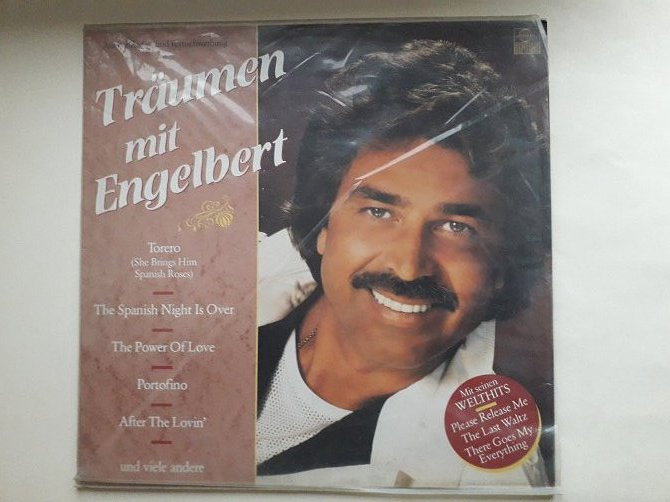 Träumen
mit
Engelbert
Torero
(She Brings Him
Spanish Roses)
The Spanish Night Is Over
The Power Of Love
Portofino
After The Lovin'
und viele andere
Mit seinen
WELTHITS
Please Release Me
The Last Waltz
There Goes My
Everything